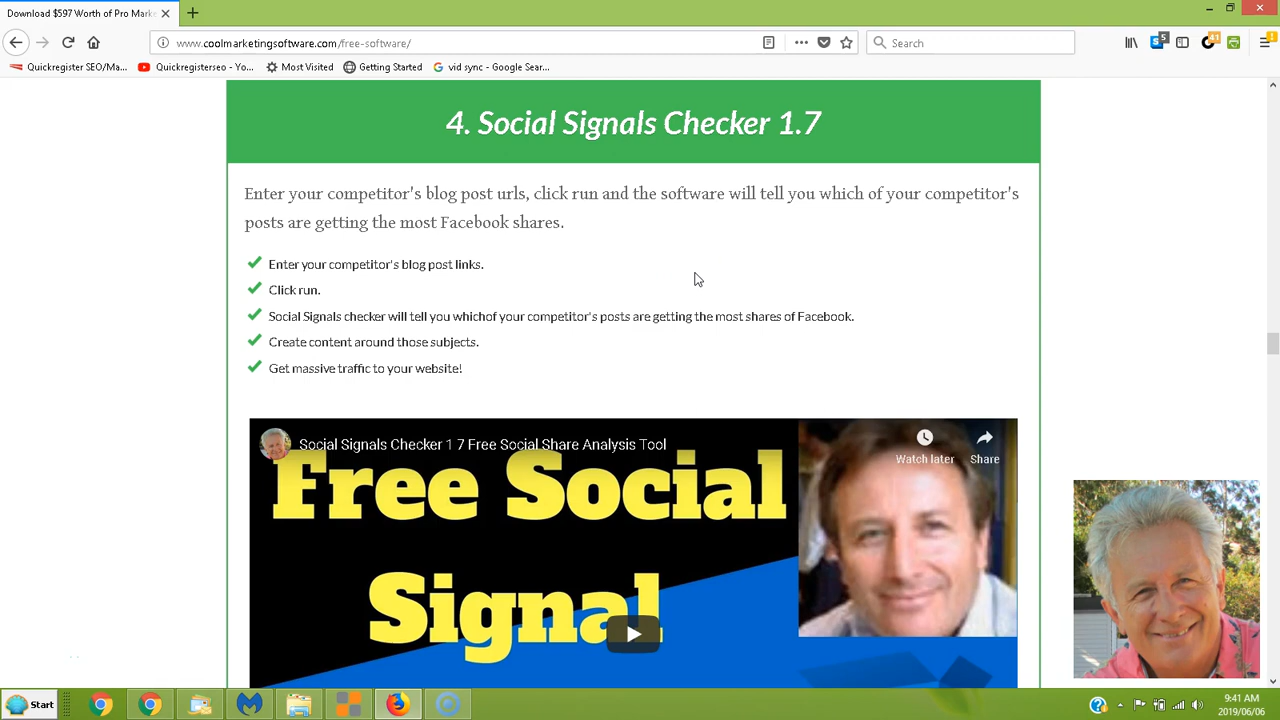 Download $597 Worth of Pro Marke
www.coolmarketingsoftware.com/free-software/
Search
5
41
1
Quickregister SEO/Ma...
Quickregisterseo - Yo...
Most Visited
Getting Started
vid sync - Google Sear...
4. Social Signals Checker 1.7
Enter your competitor's blog post urls, click run and the software will tell you which of your competitor's
posts are getting the most Facebook shares.
Enter your competitor's blog post links.
Click run.
Social Signals checker will tell you whichof your competitor's posts are getting the most shares of Facebook.
Create content around those subjects.
Get massive traffic to your website!
Social Signals Checker 1 7 Free Social Share Analysis Tool
Watch later
Share
Free Social
Signal
Start
9:41 AM
2019/06/06